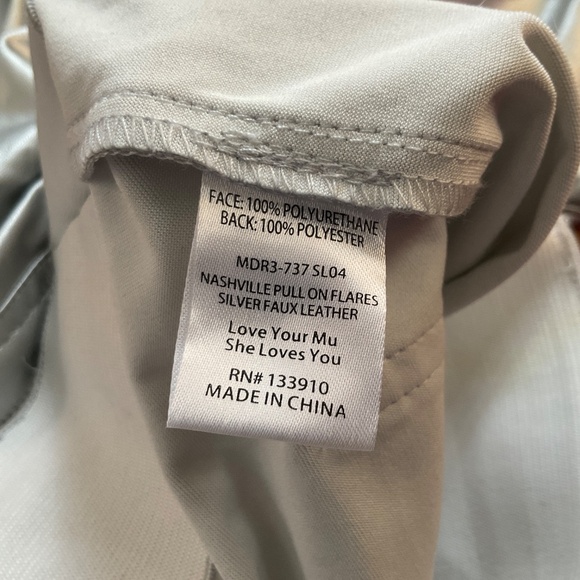 FACE: 100% POLYURETHANE
BACK: 100% POLYESTER
MDR3-737 SL04
NASHVILLE PULL ON FLARES
SILVER FAUX LEATHER
Love Your Mu
She Loves You
RN# 133910
MADE IN CHINA